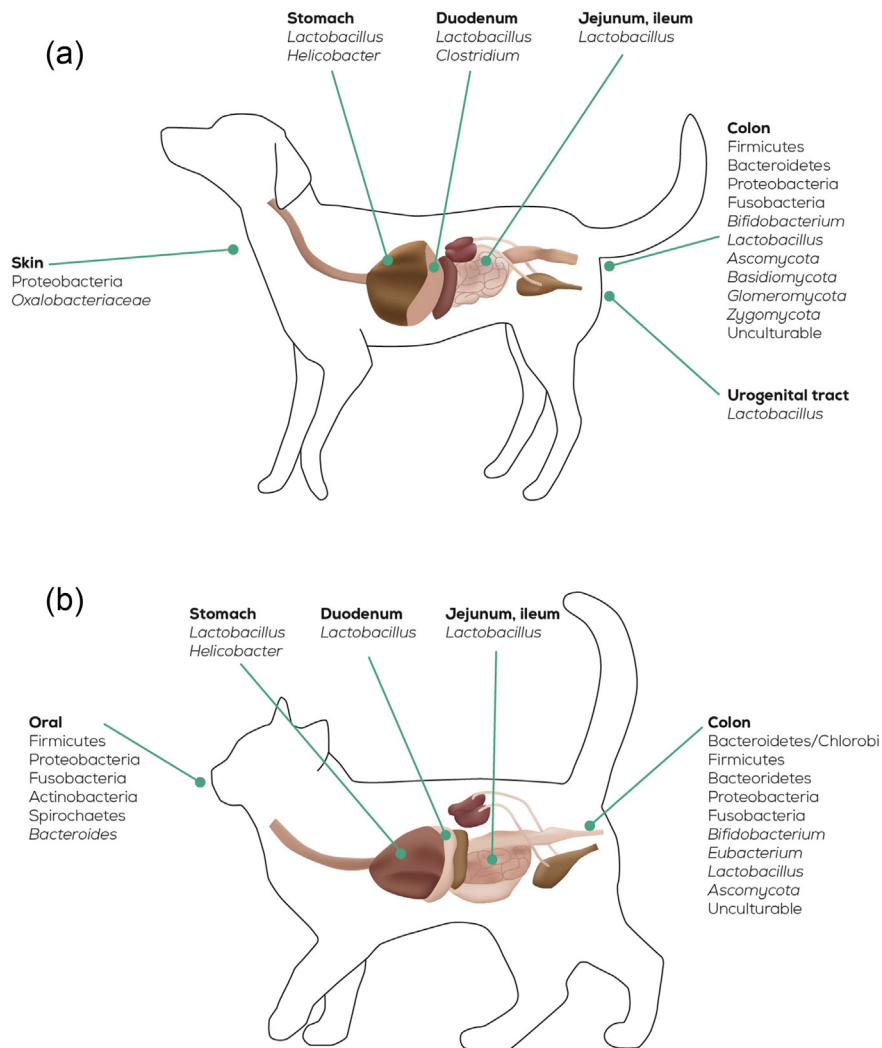 (a)
Stomach
Lactobacillus
Helicobacter
Duodenum
Lactobacillus
Clostridium
Jejunum, ileum
Lactobacillus
Colon
Firmicutes
Bacteroidetes
Proteobacteria
Fusobacteria
Bifidobacterium
Lactobacillus
Ascomycota
Basidiomycota
Glomeromycota
Zygomycota
Unculturable
Skin
Proteobacteria
Oxalobacteriaceae
Urogenital tract
Lactobacillus
(b)
Stomach
Lactobacillus
Helicobacter
Duodenum
Lactobacillus
Jejunum, ileum
Lactobacillus
Oral
Firmicutes
Proteobacteria
Fusobacteria
Actinobacteria
Spirochaetes
Bacteroides
Colon
Bacteroidetes/Chlorobi
Firmicutes
Bacteoridetes
Proteobacteria
Fusobacteria
Bifidobacterium
Eubacterium
Lactobacillus
Ascomycota
Unculturable